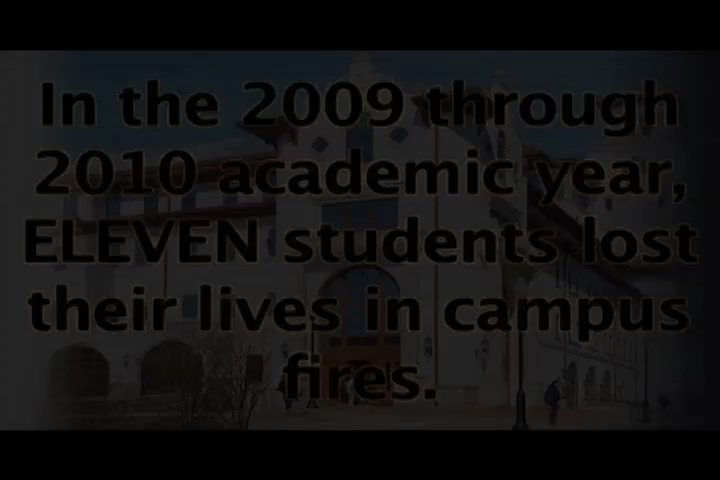 In the 2009 through
2010 academic year,
ELEVEN students lost
their lives in campus
fires.